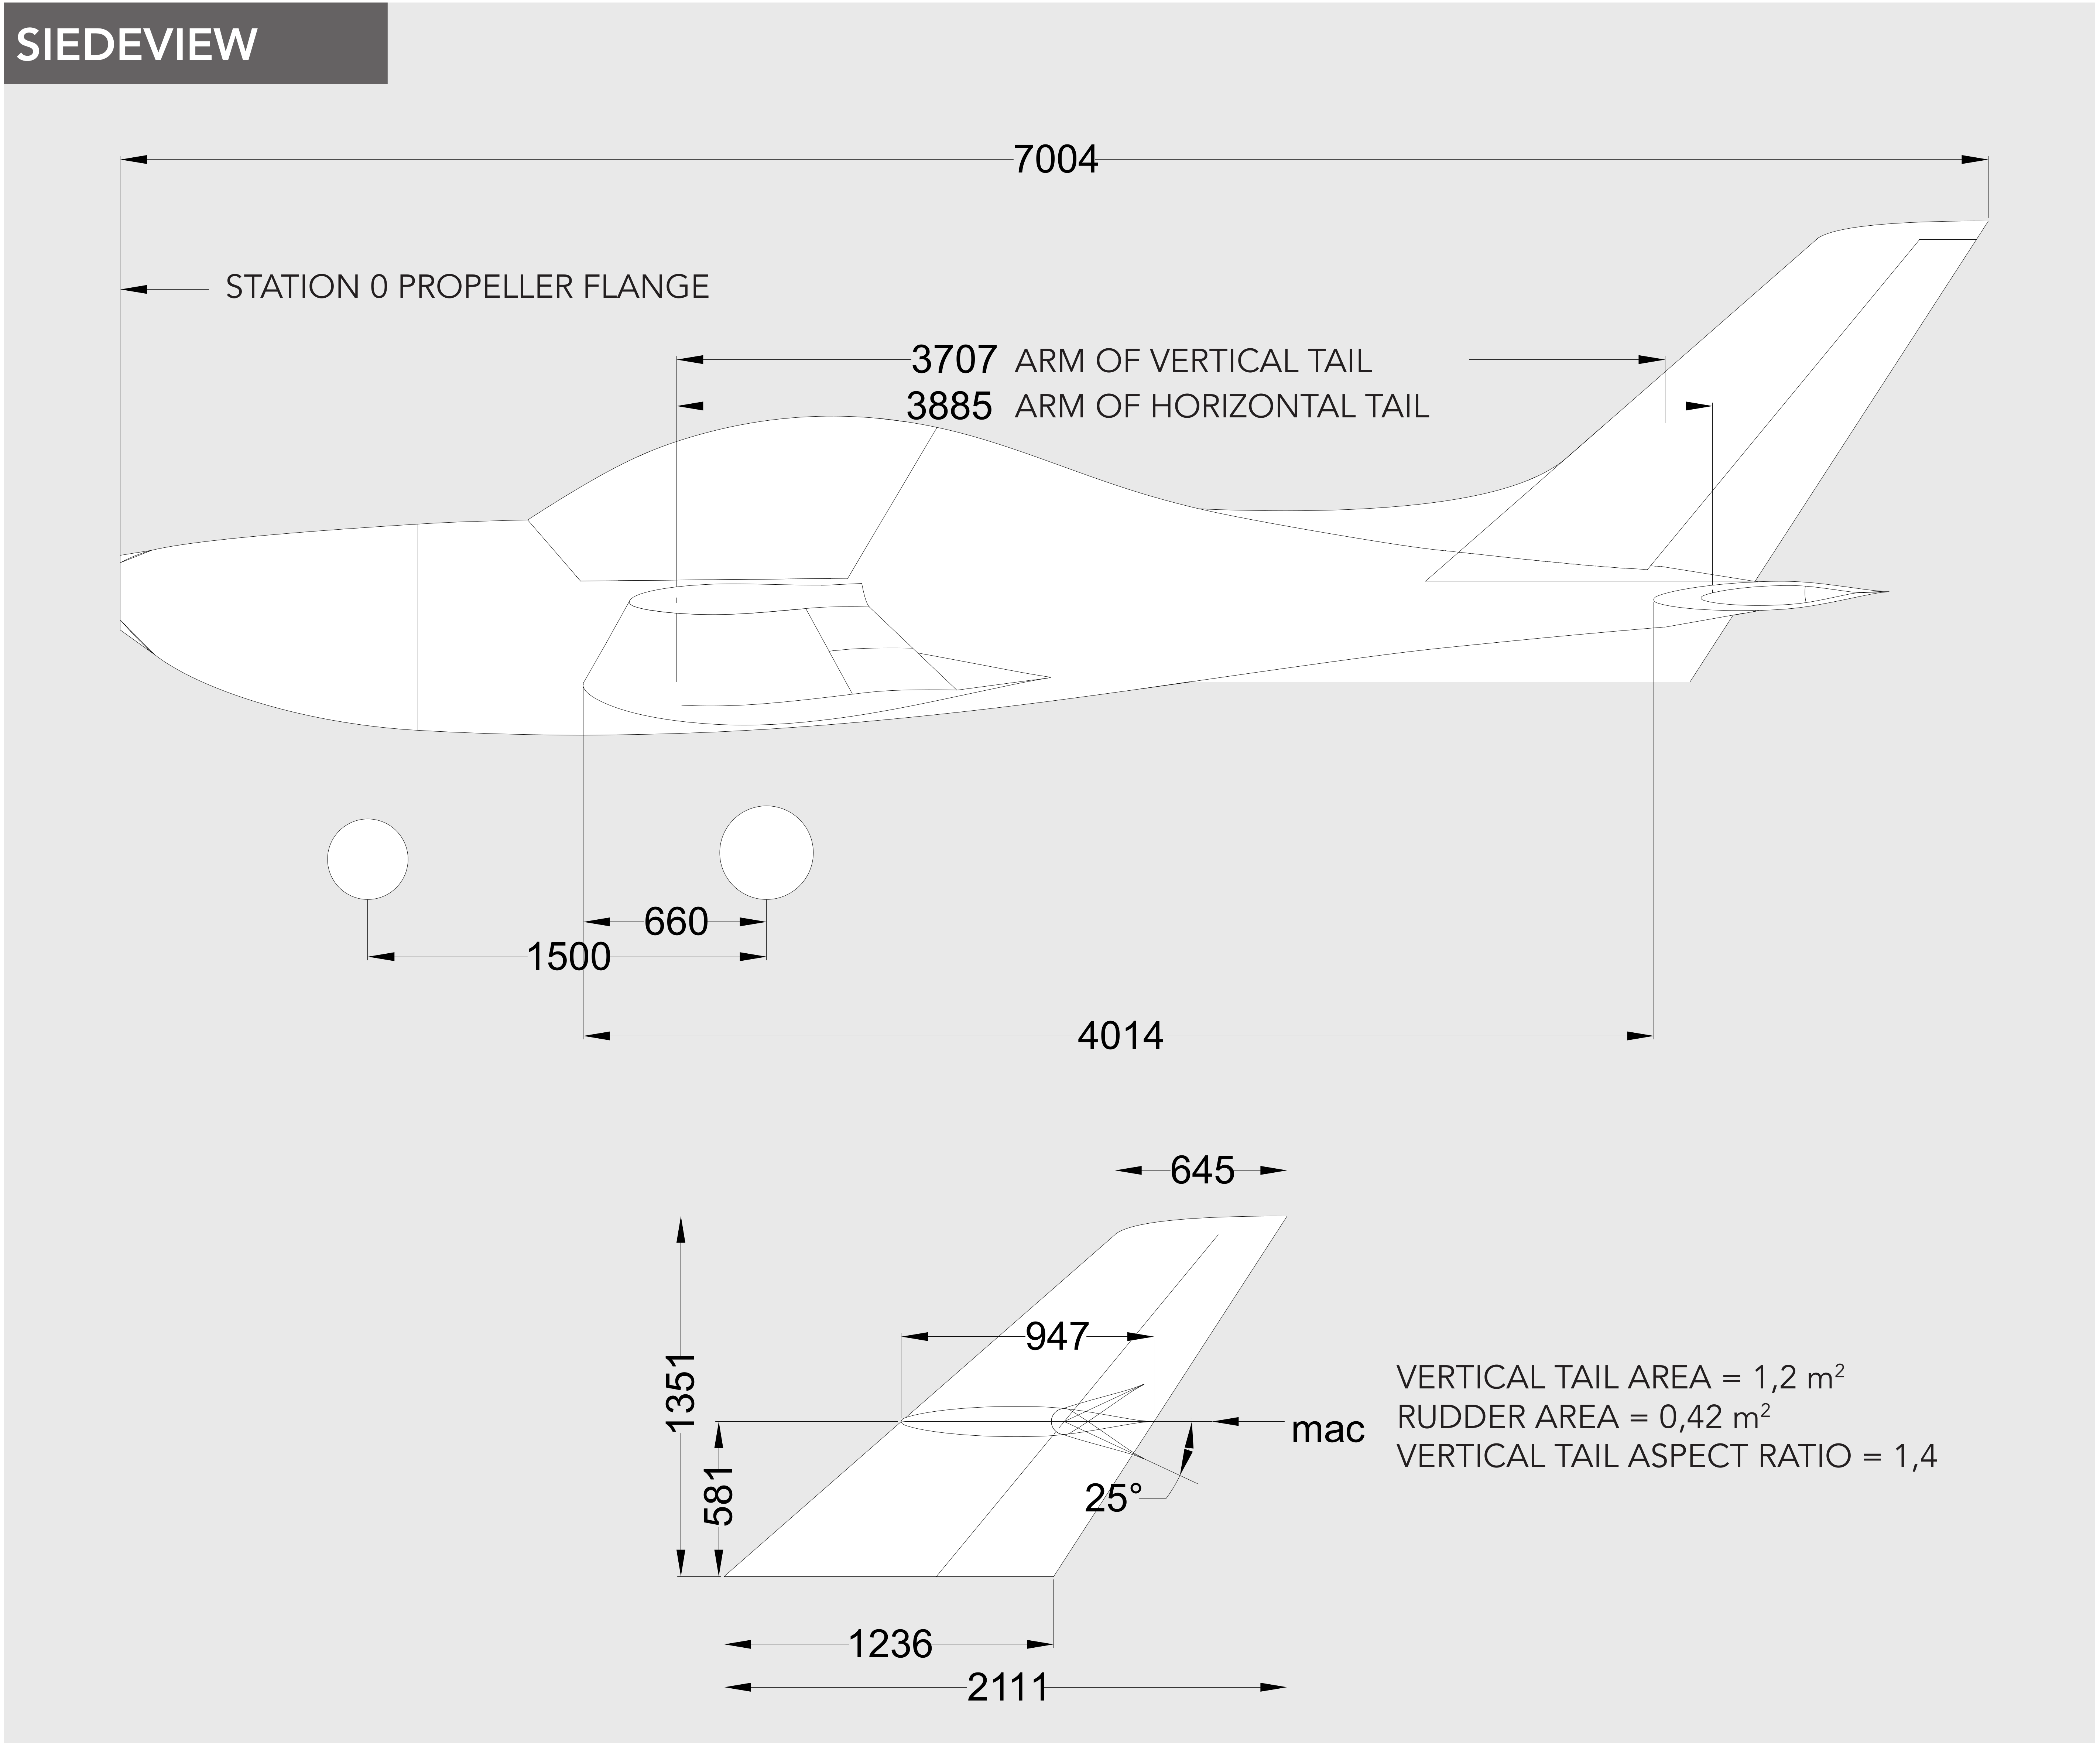 SIEDEVIEW
7004
STATION 0 PROPELLER FLANGE
3707 ARM OF VERTICAL TAIL
3885 ARM OF HORIZONTAL TAIL
660
1500
4014
645
947
1351
mac
581
25°
VERTICAL TAIL AREA = 1,2 m²
RUDDER AREA = 0,42 m²
VERTICAL TAIL ASPECT RATIO = 1,4
1236
2111